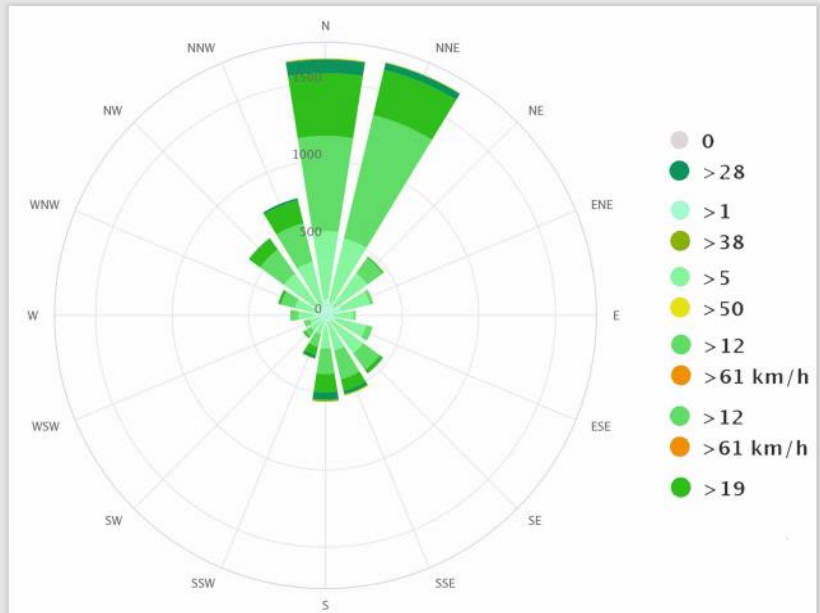 N
NNW
NNE
1500
NW
NE
0
>28
1000
WNW
ENE
>1
500
>38
>5
0
>50
W
E
>12
>61 km/h
WSW
ESE
>12
>61 km/h
>19
SW
SE
SSW
SSE
S